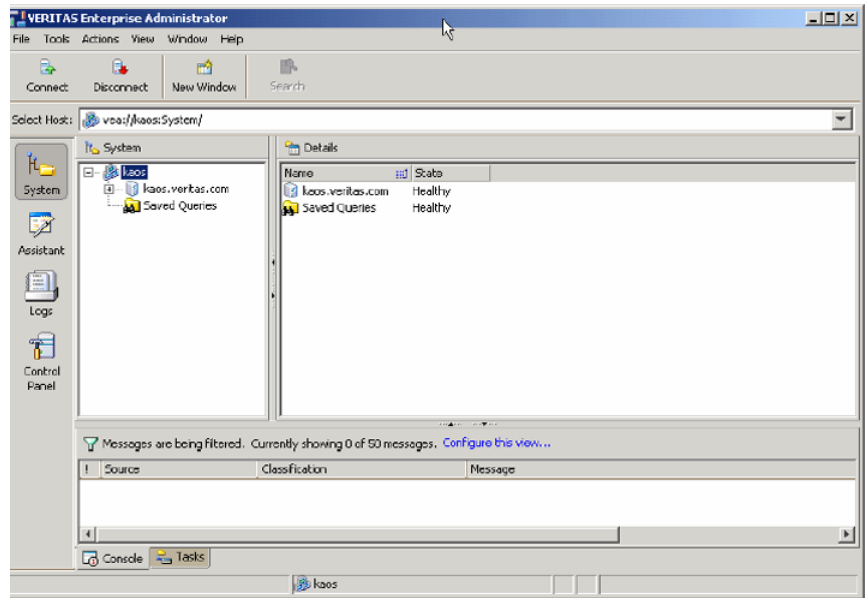 VERITAS Enterprise Administrator
File Tools Actions View Window Help
Connect Disconnect New Window Search
Select Host: vea://kaos:System/
System
Details
System
Assistant
Logs
Control
Panel
kaos
kaos.veritas.com
Saved Queries
Name State
kaos.veritas.com Healthy
Saved Queries Healthy
Messages are being filtered. Currently showing 0 of 50 messages. Configure this view...
! Source Classification Message
Console Tasks
kaos